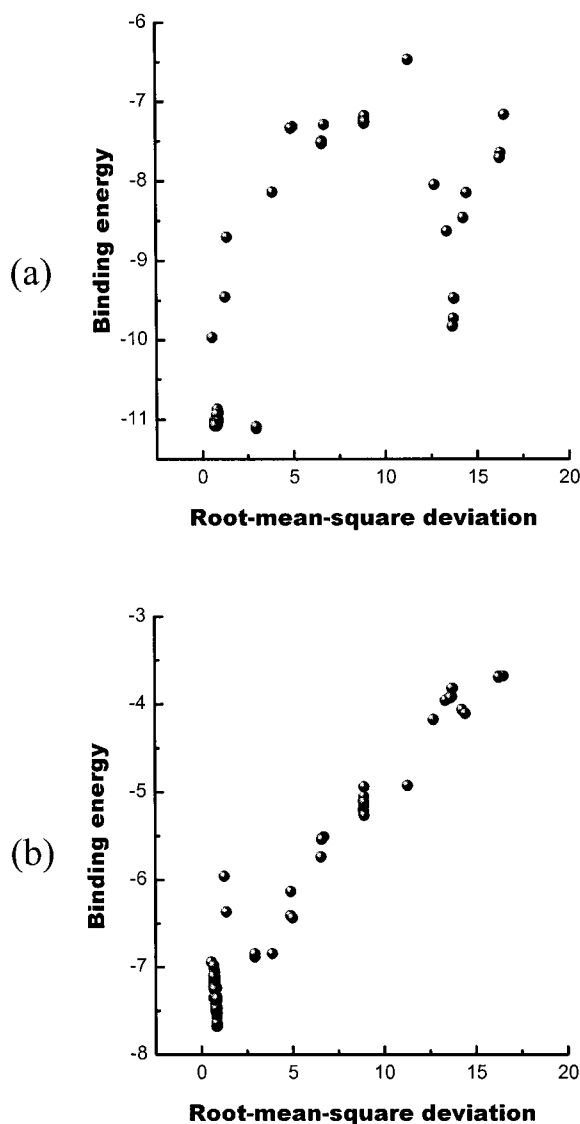 (a)
Binding energy
-6
-7
-8
-9
-10
-11
0 5 10 15 20
Root-mean-square deviation
(b)
Binding energy
-3
-4
-5
-6
-7
-8
0 5 10 15 20
Root-mean-square deviation